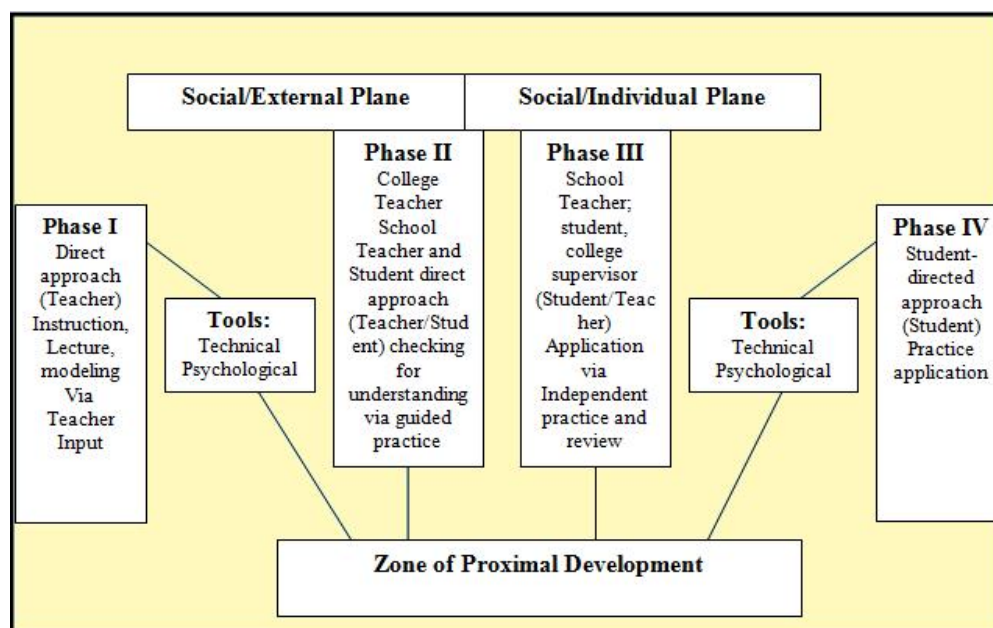 Social/External Plane
Social/Individual Plane
Phase I
Direct
approach
(Teacher)
Instruction,
Lecture,
modeling
Via
Teacher
Input
Tools:
Technical
Psychological
Phase II
College
Teacher
School
Teacher and
Student direct
approach
(Teacher/Stud
ent) checking
for
understanding
via guided
practice
Phase III
School
Teacher;
student,
college
supervisor
(Student/Teac
her)
Application
via
Independent
practice and
review
Tools:
Technical
Psychological
Phase IV
Student-
directed
approach
(Student)
Practice
application
Zone of Proximal Development